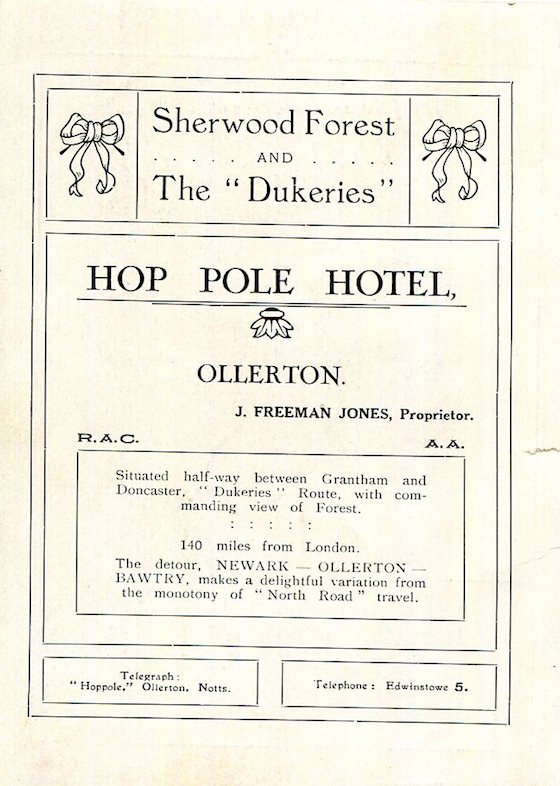 Sherwood Forest
. . . . . AND . . . . .
The "Dukeries"
HOP POLE HOTEL,
OLLERTON.
J. FREEMAN JONES, Proprietor.
R.A.C. A.A.
Situated half-way between Grantham and
Doncaster, "Dukeries" Route, with com-
manding view of Forest.
: : : : :
140 miles from London.
The detour, NEWARK — OLLERTON —
BAWTRY, makes a delightful variation from
the monotony of "North Road" travel.
Telegraph:
"Hoppole," Ollerton, Notts.
Telephone: Edwinstowe 5.